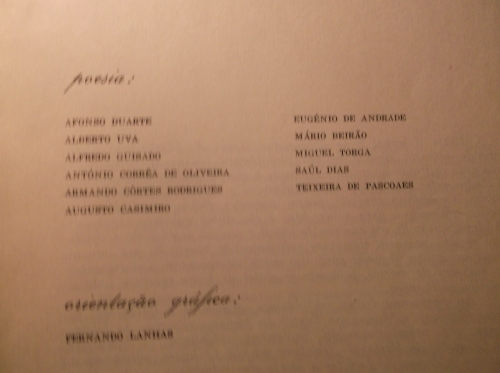 poesia:
AFONSO DUARTE
ALBERTO UVA
ALFREDO GUISADO
ANTÓNIO CORRÊA DE OLIVEIRA
ARMANDO CÔRTES RODRIGUES
AUGUSTO CASIMIRO
EUGÉNIO DE ANDRADE
MÁRIO BEIRÃO
MIGUEL TORGA
SAÚL DIAS
TEIXEIRA DE PASCOAES
orientação gráfica:
FERNANDO LANHAS